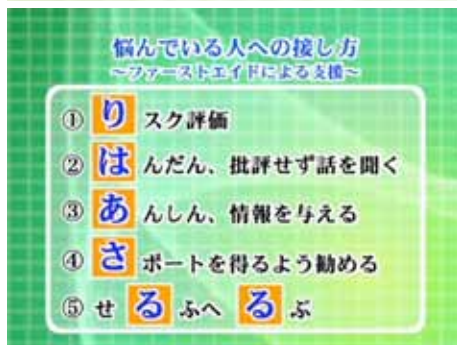 悩んでいる人への接し方
～ファーストエイドによる支援～
① りスク評価
② はんだん、批評せず話を聞く
③ あんしん、情報を与える
④ さポートを得るよう勧める
⑤ せるふへるぷ